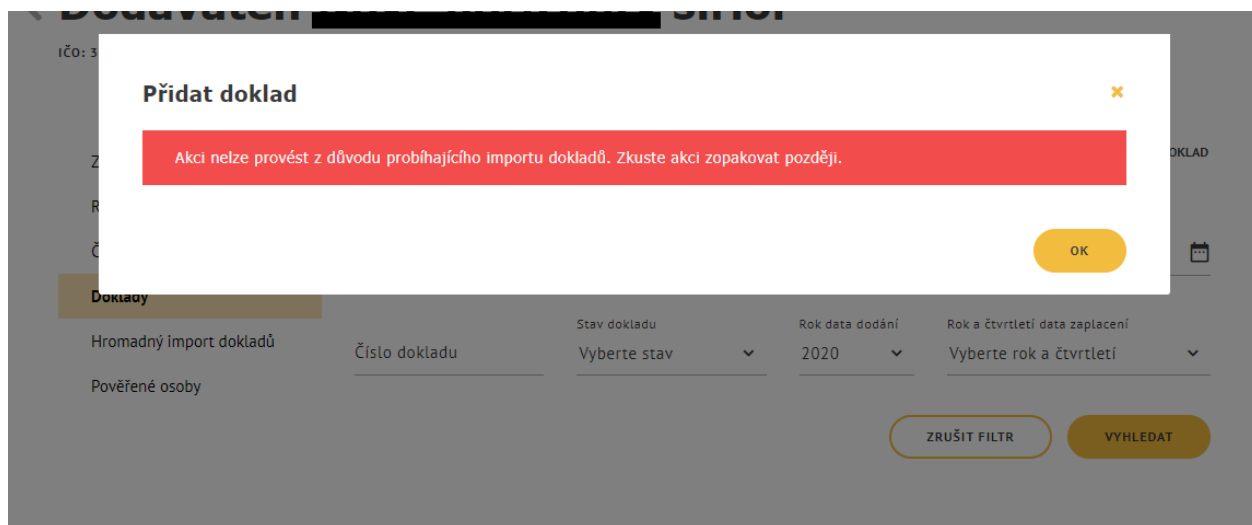 Dodavatel
IČO: 3
Přidat doklad
Akci nelze provést z důvodu probíhajícího importu dokladů. Zkuste akci zopakovat později.
OKLAD
OK
Doklady
Hromadný import dokladů
Pověřené osoby
Číslo dokladu
Stav dokladu
Vyberte stav
Rok data dodání
2020
Rok a čtvrtletí data zaplacení
Vyberte rok a čtvrtletí
ZRUŠIT FILTR
VYHLEDAT